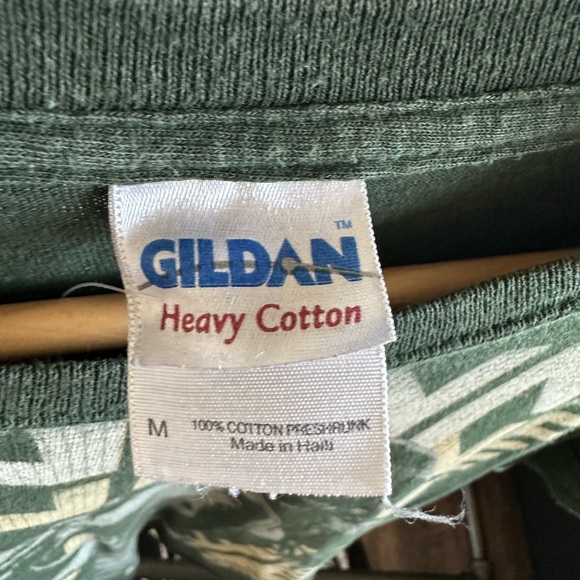 GILDAN™
Heavy Cotton
M 100% COTTON PRESHRUNK
Made in Haiti